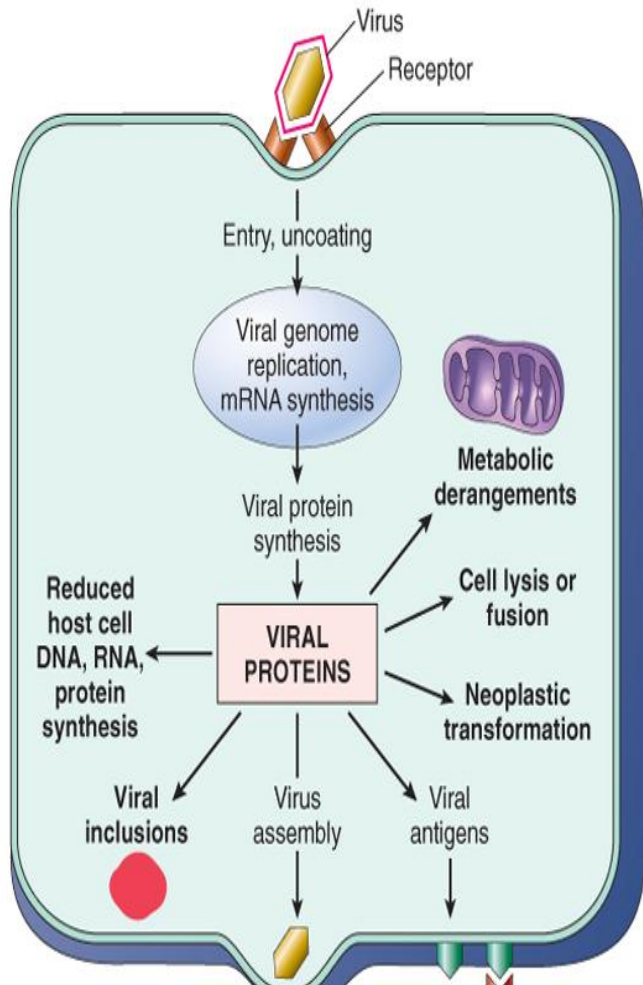 Virus
Receptor
Entry, uncoating
Viral genome
replication,
mRNA synthesis
Metabolic
derangements
Viral protein
synthesis
Cell lysis or
fusion
Reduced
host cell
DNA, RNA,
protein
synthesis
VIRAL
PROTEINS
Neoplastic
transformation
Viral
inclusions
Virus
assembly
Viral
antigens